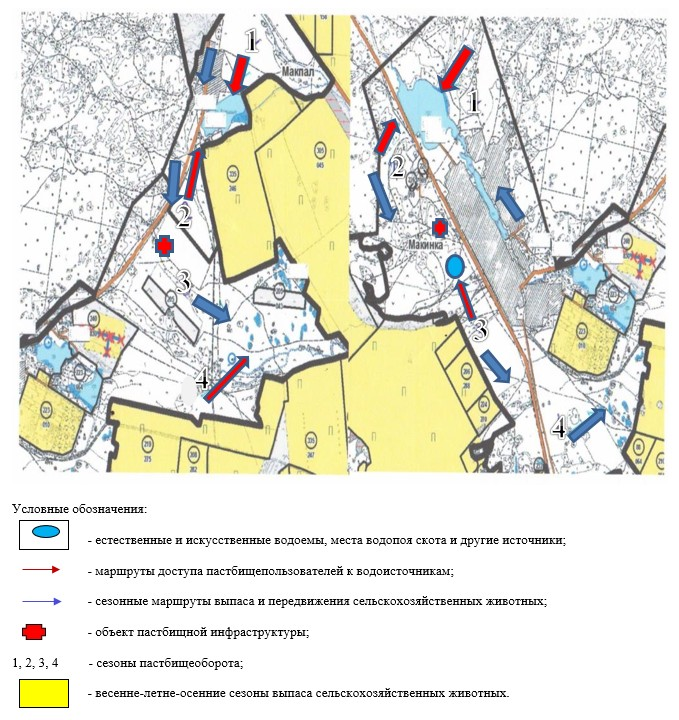 1
Макпал
2
3
4
1
2
Макинка
3
4
Условные обозначения:
- естественные и искусственные водоемы, места водопоя скота и другие источники;
- маршруты доступа пастбищепользователей к водоисточникам;
- сезонные маршруты выпаса и передвижения сельскохозяйственных животных;
- объект пастбищной инфраструктуры;
1, 2, 3, 4 - сезоны пастбищеоборота;
- весенне-летне-осенние сезоны выпаса сельскохозяйственных животных.